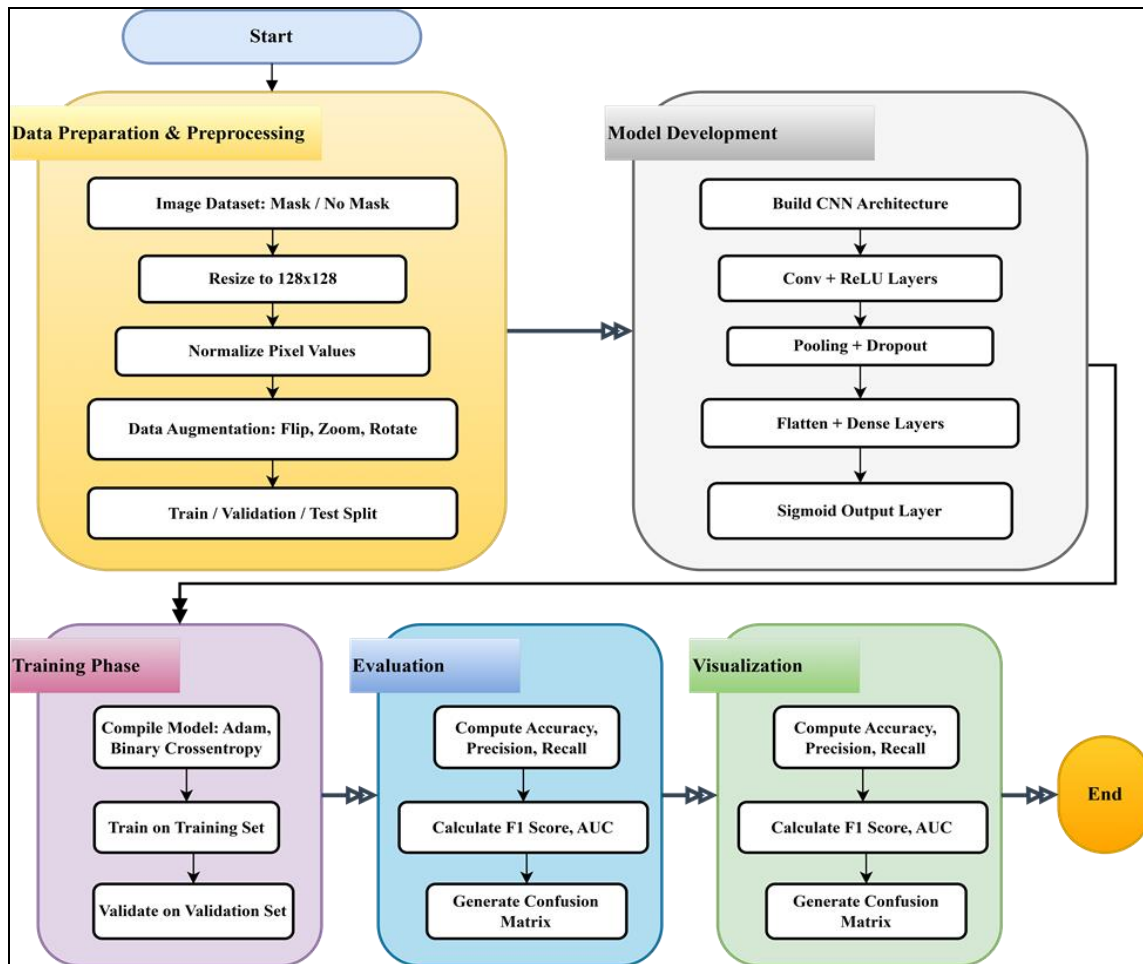 Start
Data Preparation & Preprocessing
Image Dataset: Mask / No Mask
Resize to 128x128
Normalize Pixel Values
Data Augmentation: Flip, Zoom, Rotate
Train / Validation / Test Split
Model Development
Build CNN Architecture
Conv + ReLU Layers
Pooling + Dropout
Flatten + Dense Layers
Sigmoid Output Layer
Training Phase
Compile Model: Adam,
Binary Crossentropy
Train on Training Set
Validate on Validation Set
Evaluation
Compute Accuracy,
Precision, Recall
Calculate F1 Score, AUC
Generate Confusion
Matrix
Visualization
Compute Accuracy,
Precision, Recall
Calculate F1 Score, AUC
Generate Confusion
Matrix
End